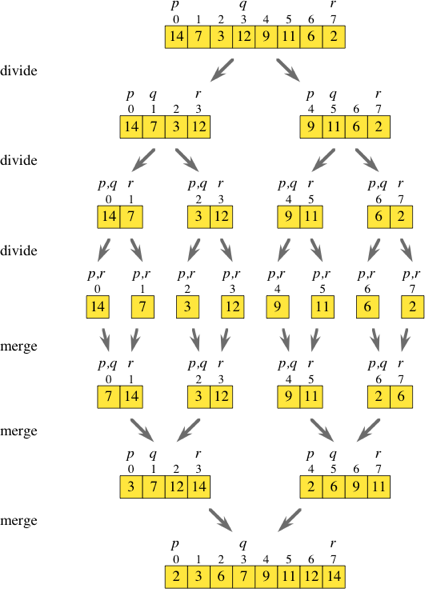 p q r
0 1 2 3 4 5 6 7
14 7 3 12 9 11 6 2
divide
p q r p q r
0 1 2 3 4 5 6 7
14 7 3 12 9 11 6 2
divide
p,q r p,q r p,q r p,q r
0 1 2 3 4 5 6 7
14 7 3 12 9 11 6 2
divide
p,r p,r p,r p,r p,r p,r p,r p,r
0 1 2 3 4 5 6 7
14 7 3 12 9 11 6 2
merge
p,q r p,q r p,q r p,q r
0 1 2 3 4 5 6 7
7 14 3 12 9 11 2 6
merge
p q r p q r
0 1 2 3 4 5 6 7
3 7 12 14 2 6 9 11
merge
p q r
0 1 2 3 4 5 6 7
2 3 6 7 9 11 12 14